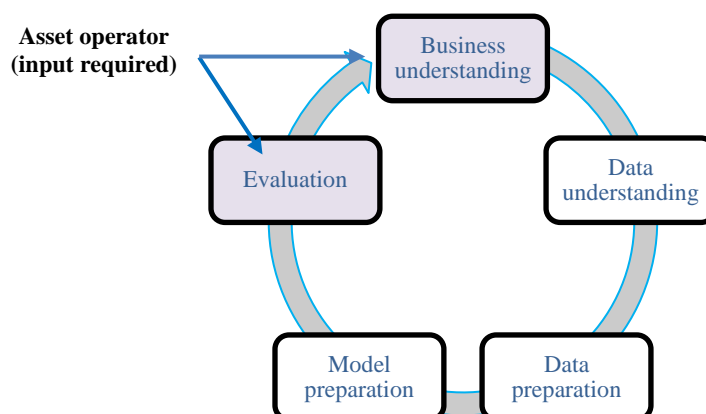 Asset operator
(input required)
Business
understanding
Evaluation
Data
understanding
Model
preparation
Data
preparation